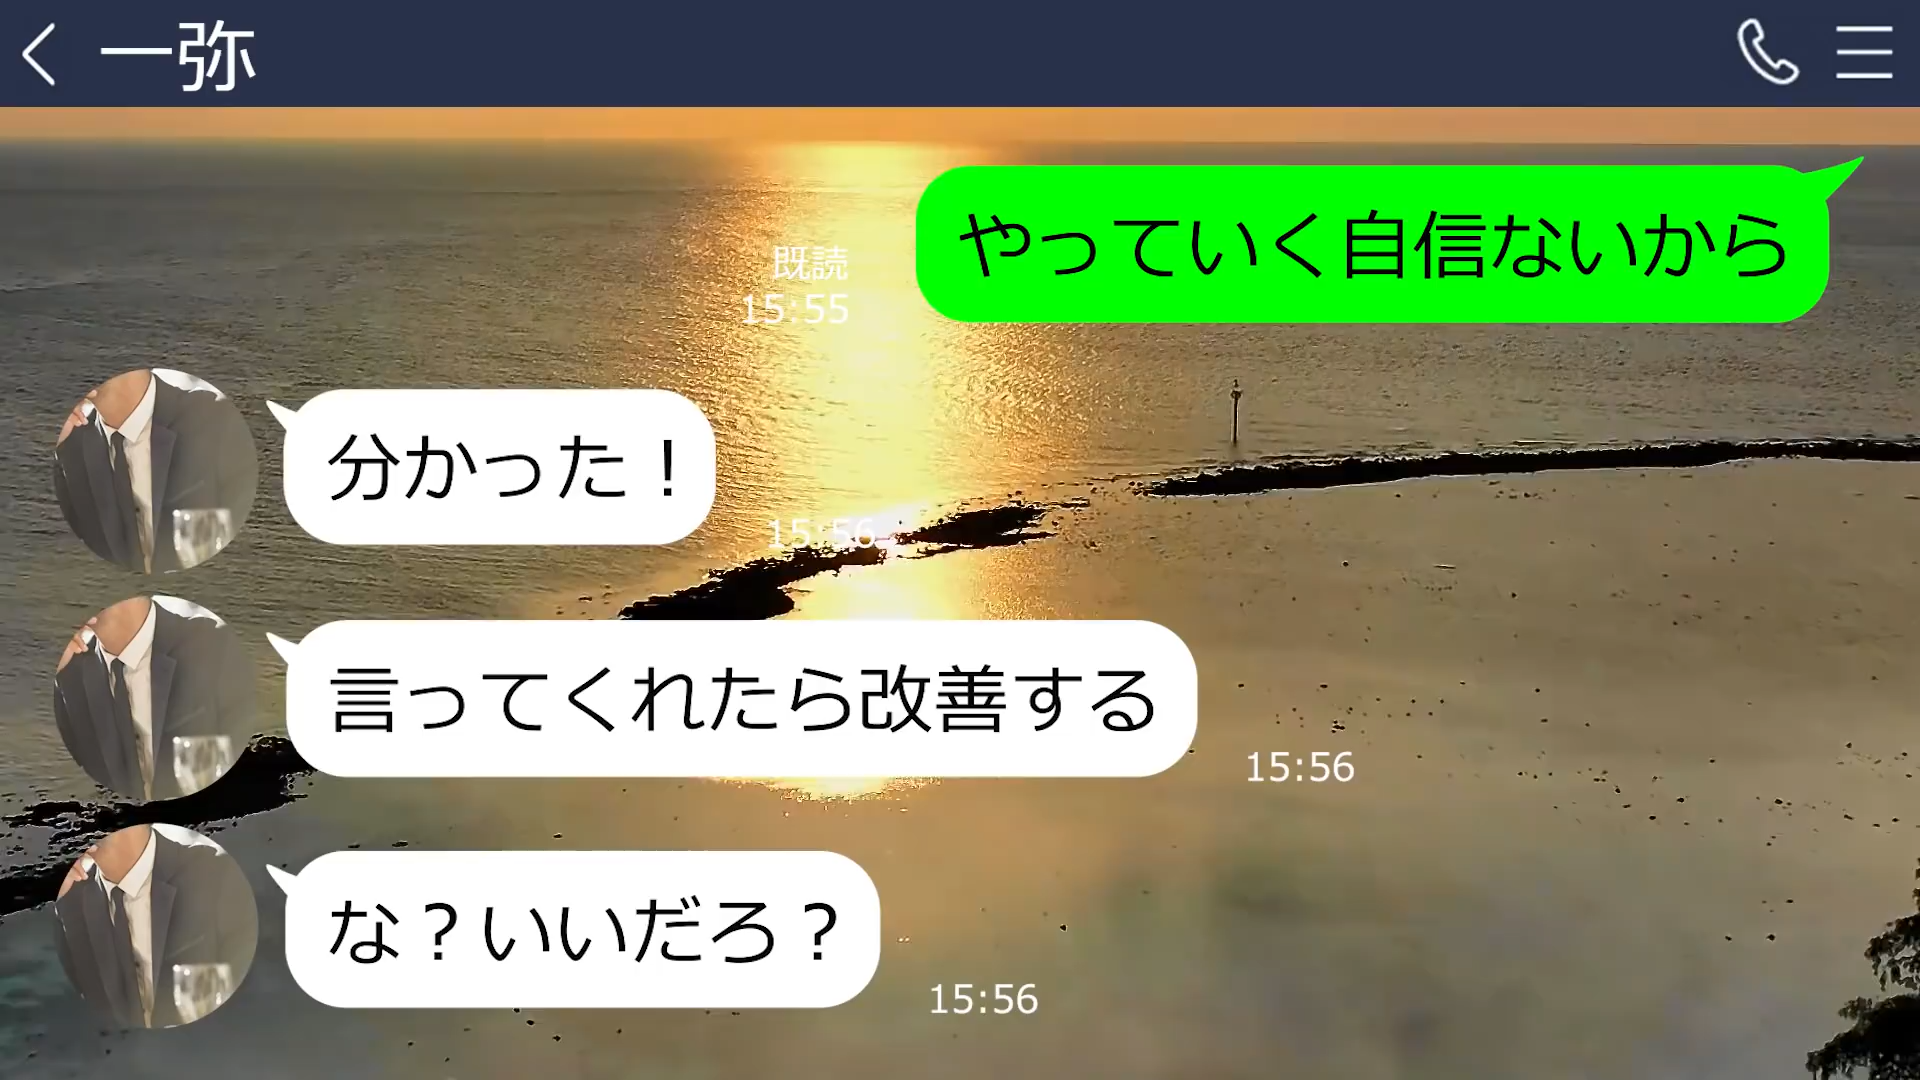 一弥
やっていく自信ないから
既読
15:55
分かった！
15:56
言ってくれたら改善する
15:56
な？いいだろ？
15:56